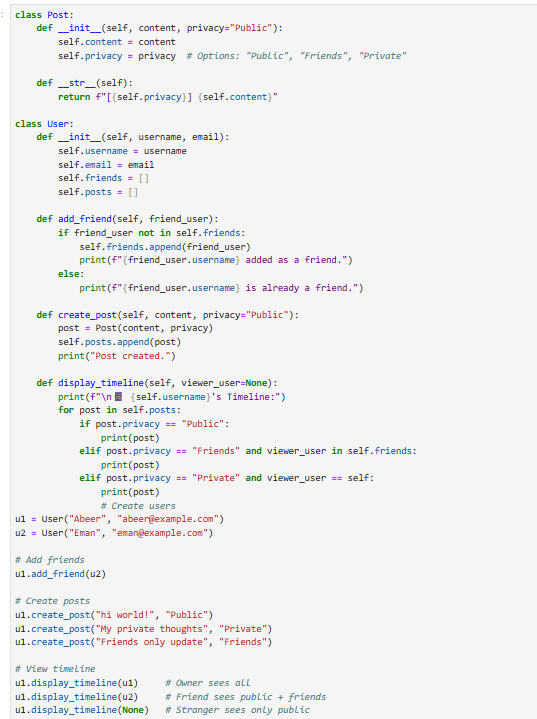 class Post:
    def __init__(self, content, privacy="Public"):
        self.content = content
        self.privacy = privacy  # Options: "Public", "Friends", "Private"

    def __str__(self):
        return f"[{self.privacy}] {self.content}"

class User:
    def __init__(self, username, email):
        self.username = username
        self.email = email
        self.friends = []
        self.posts = []

    def add_friend(self, friend_user):
        if friend_user not in self.friends:
            self.friends.append(friend_user)
            print(f"{friend_user.username} added as a friend.")
        else:
            print(f"{friend_user.username} is already a friend.")

    def create_post(self, content, privacy="Public"):
        post = Post(content, privacy)
        self.posts.append(post)
        print("Post created.")

    def display_timeline(self, viewer_user=None):
        print(f"\n📱 {self.username}'s Timeline:")
        for post in self.posts:
            if post.privacy == "Public":
                print(post)
            elif post.privacy == "Friends" and viewer_user in self.friends:
                print(post)
            elif post.privacy == "Private" and viewer_user == self:
                print(post)
                # Create users
u1 = User("Abeer", "abeer@example.com")
u2 = User("Eman", "eman@example.com")

# Add friends
u1.add_friend(u2)

# Create posts
u1.create_post("hi world!", "Public")
u1.create_post("My private thoughts", "Private")
u1.create_post("Friends only update", "Friends")

# View timeline
u1.display_timeline(u1)     # Owner sees all
u1.display_timeline(u2)     # Friend sees public + friends
u1.display_timeline(None)   # Stranger sees only public